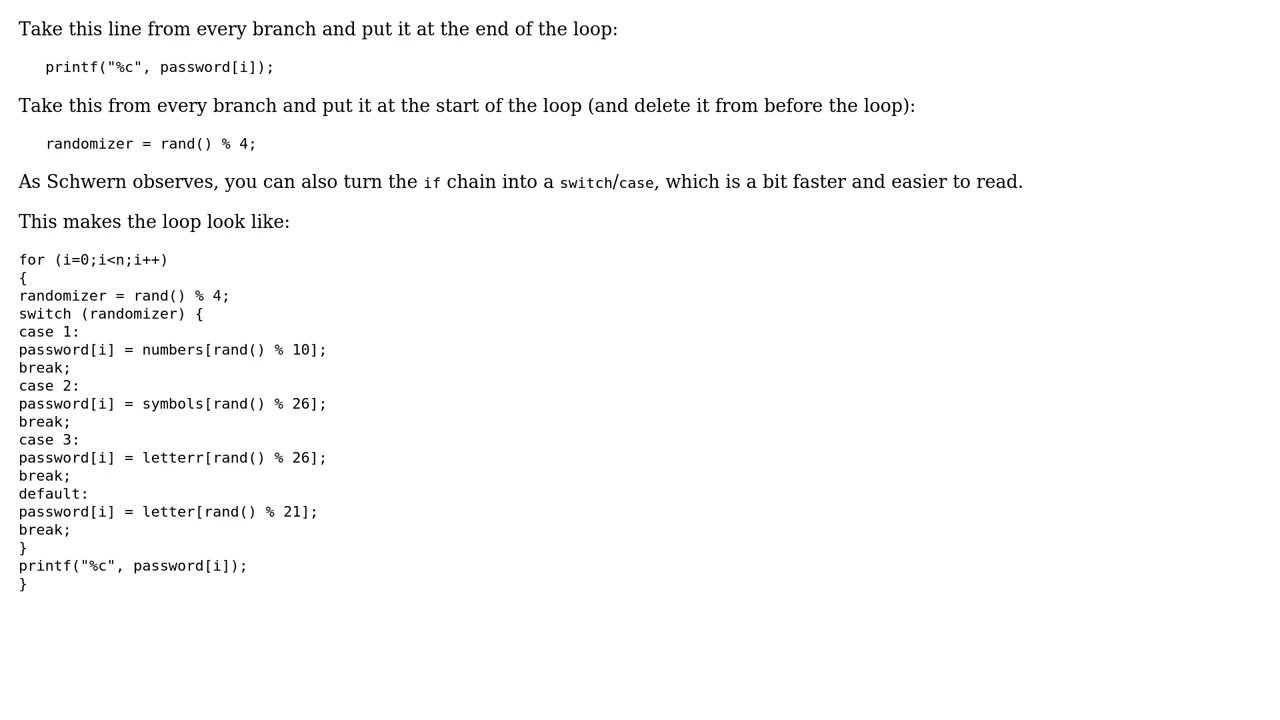 Take this line from every branch and put it at the end of the loop:
printf("%c", password[i]);
Take this from every branch and put it at the start of the loop (and delete it from before the loop):
randomizer = rand() % 4;
As Schwern observes, you can also turn the if chain into a switch/case, which is a bit faster and easier to read.
This makes the loop look like:
for (i=0;i<n;i++)
{
randomizer = rand() % 4;
switch (randomizer) {
case 1:
password[i] = numbers[rand() % 10];
break;
case 2:
password[i] = symbols[rand() % 26];
break;
case 3:
password[i] = letterr[rand() % 26];
break;
default:
password[i] = letter[rand() % 21];
break;
}
printf("%c", password[i]);
}